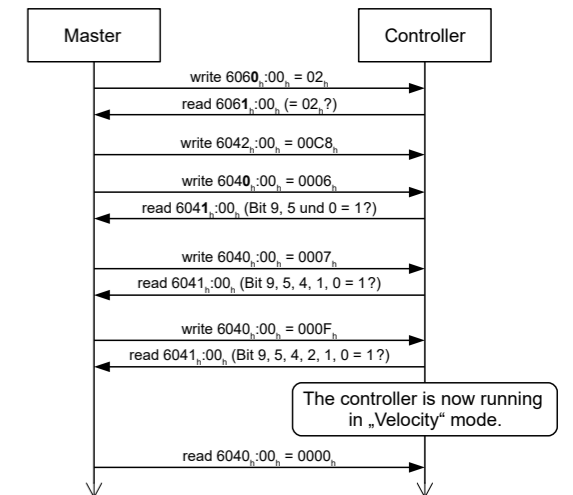 Master
Controller
write 6060ₕ:00ₕ = 02ₕ
read 6061ₕ:00ₕ (= 02ₕ?)
write 6042ₕ:00ₕ = 00C8ₕ
write 6040ₕ:00ₕ = 0006ₕ
read 6041ₕ:00ₕ (Bit 9, 5 und 0 = 1?)
write 6040ₕ:00ₕ = 0007ₕ
read 6041ₕ:00ₕ (Bit 9, 5, 4, 1, 0 = 1?)
write 6040ₕ:00ₕ = 000Fₕ
read 6041ₕ:00ₕ (Bit 9, 5, 4, 2, 1, 0 = 1?)
The controller is now running
in „Velocity“ mode.
read 6040ₕ:00ₕ = 0000ₕ